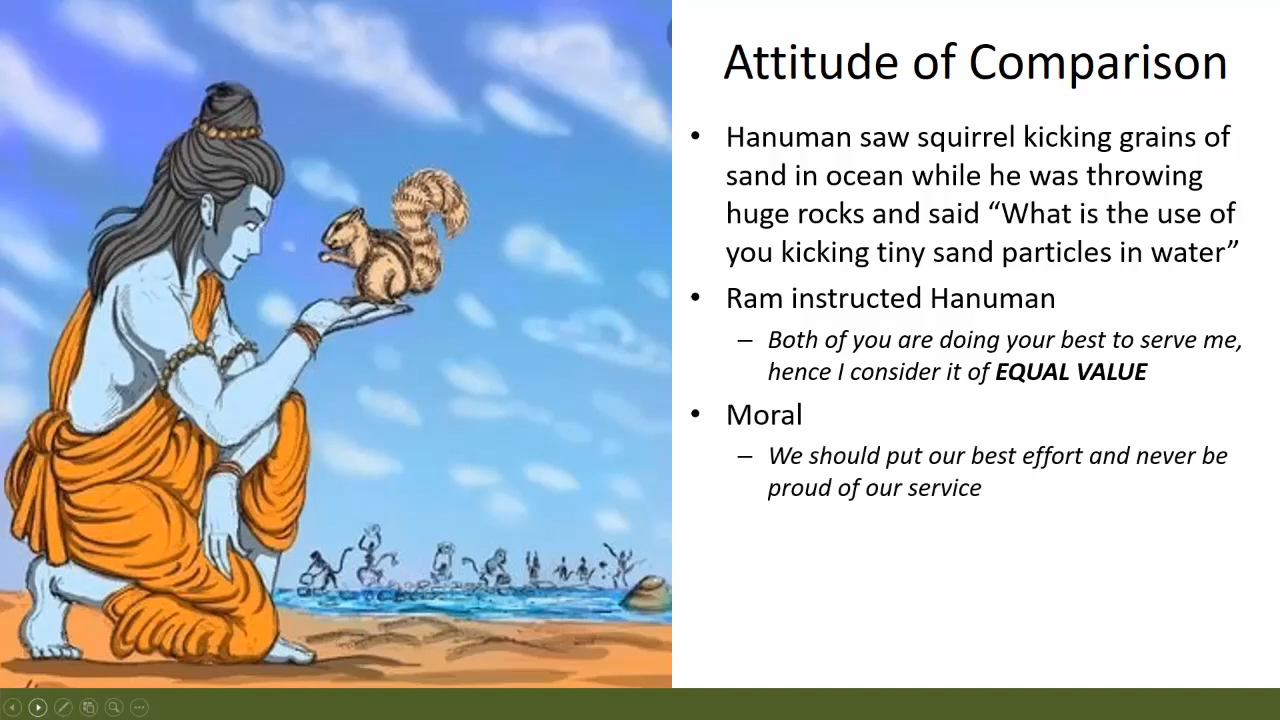 Attitude of Comparison
• Hanuman saw squirrel kicking grains of
sand in ocean while he was throwing
huge rocks and said “What is the use of
you kicking tiny sand particles in water”
• Ram instructed Hanuman
– Both of you are doing your best to serve me,
hence I consider it of EQUAL VALUE
• Moral
– We should put our best effort and never be
proud of our service